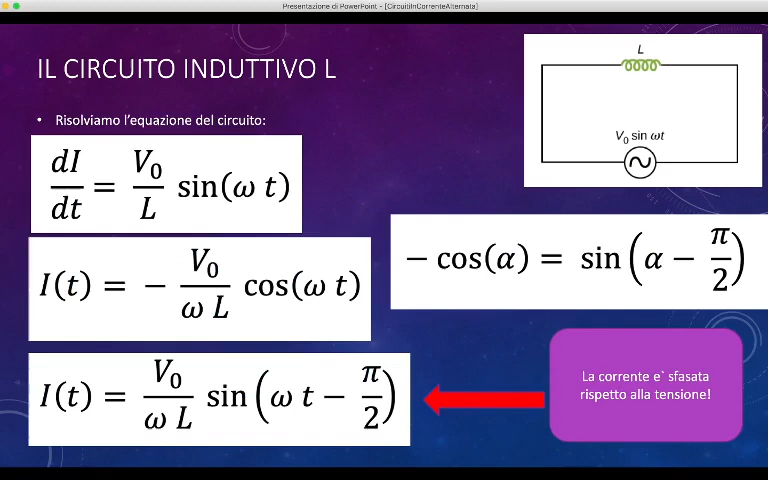 Presentazione di PowerPoint - [CircuitiInCorrenteAlternata]
IL CIRCUITO INDUTTIVO L
• Risolviamo l'equazione del circuito:
dI/dt = V₀/L sin(ω t)
I(t) = − V₀/(ω L) cos(ω t)
I(t) = V₀/(ω L) sin(ω t − π/2)
L
V₀ sin ωt
− cos(α) = sin(α − π/2)
La corrente e` sfasata
rispetto alla tensione!